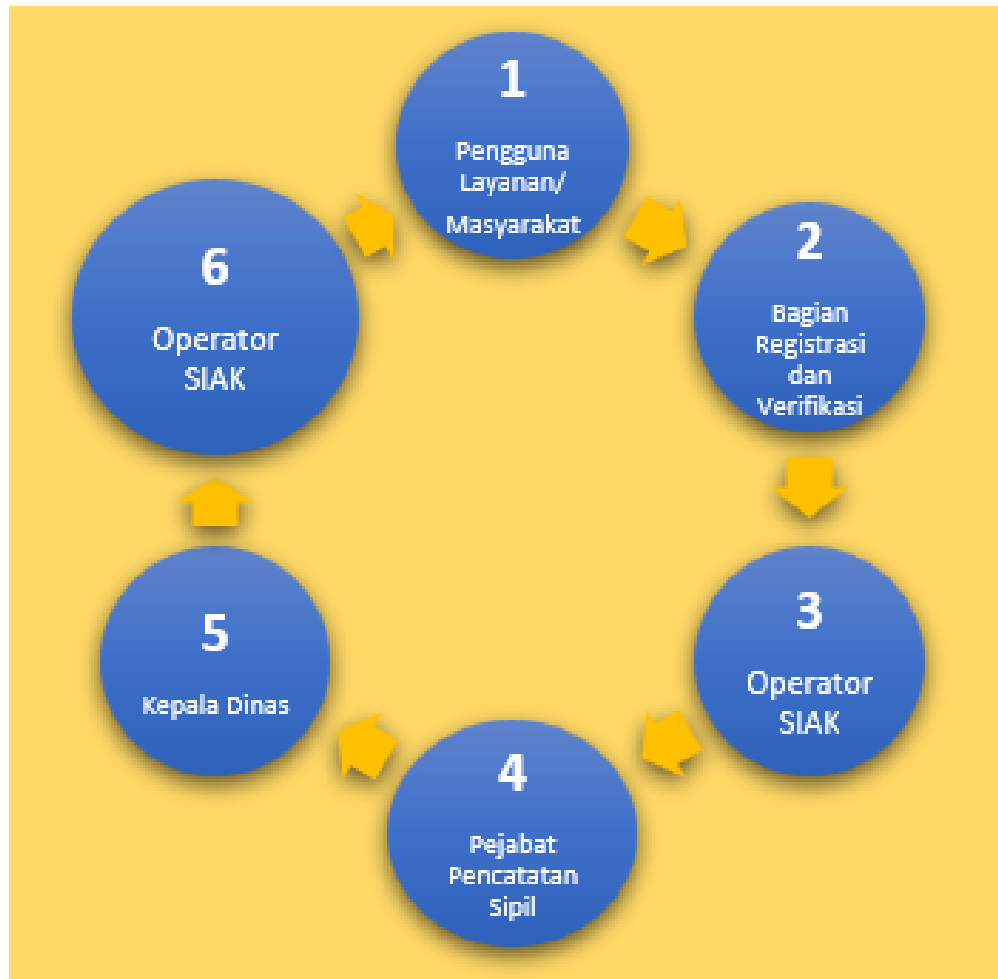 1
Pengguna
Layanan/
Masyarakat
2
Bagian
Registrasi
dan
Verifikasi
3
Operator
SIAK
4
Pejabat
Pencatatan
Sipil
5
Kepala Dinas
6
Operator
SIAK